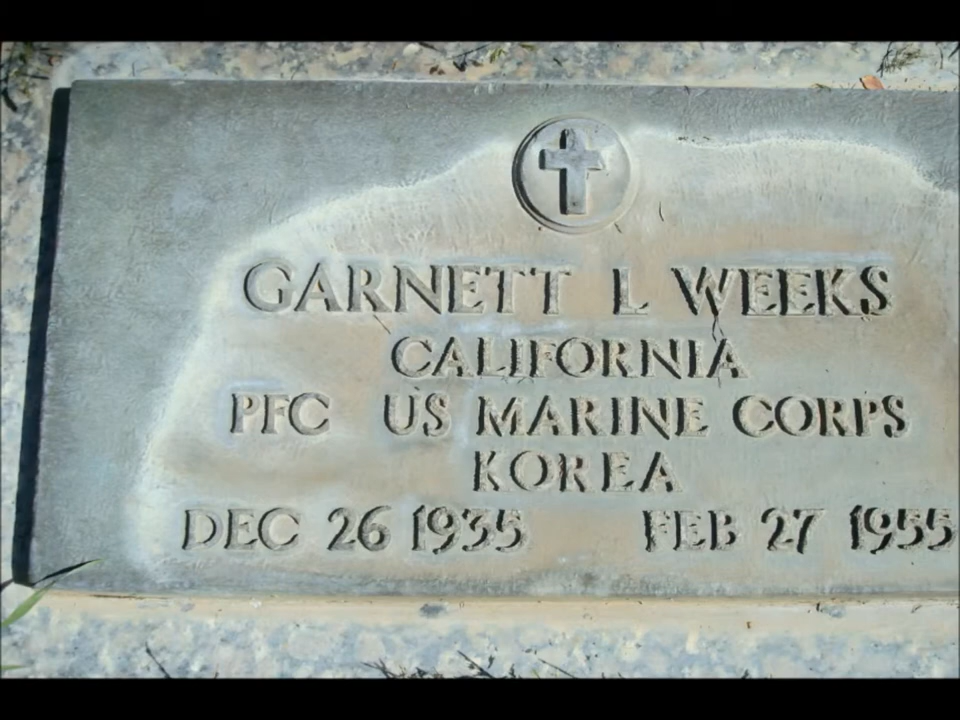 GARNETT L WEEKS
CALIFORNIA
PFC US MARINE CORPS
KOREA
DEC 26 1935 FEB 27 1955